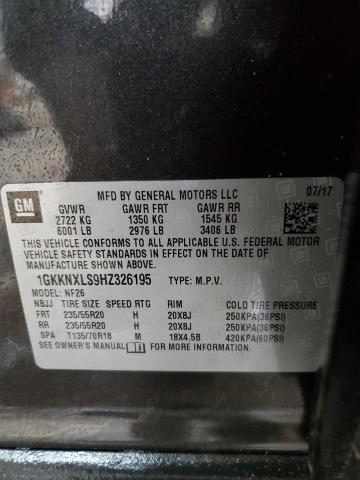 GM
MFD BY GENERAL MOTORS LLC 07/17
GVWR GAWR FRT GAWR RR
2722 KG 1350 KG 1545 KG
6001 LB 2976 LB 3406 LB
THIS VEHICLE CONFORMS TO ALL APPLICABLE U.S. FEDERAL MOTOR
VEHICLE SAFETY STANDARDS IN EFFECT ON THE DATE OF
MANUFACTURE SHOWN ABOVE.
1GKKNXLS9HZ326195 TYPE: M.P.V.
MODEL: NF26
NBJJ TIRE SIZE SPEED RTG RIM COLD TIRE PRESSURE
FRT 235/55R20 H 20X8J 250KPA(36PSI)
RR 235/55R20 H 20X8J 250KPA(36PSI)
SPA T135/70R18 M 18X4.5B 420KPA(60PSI)
SEE OWNER'S MANUAL FOR MORE INFORMATION